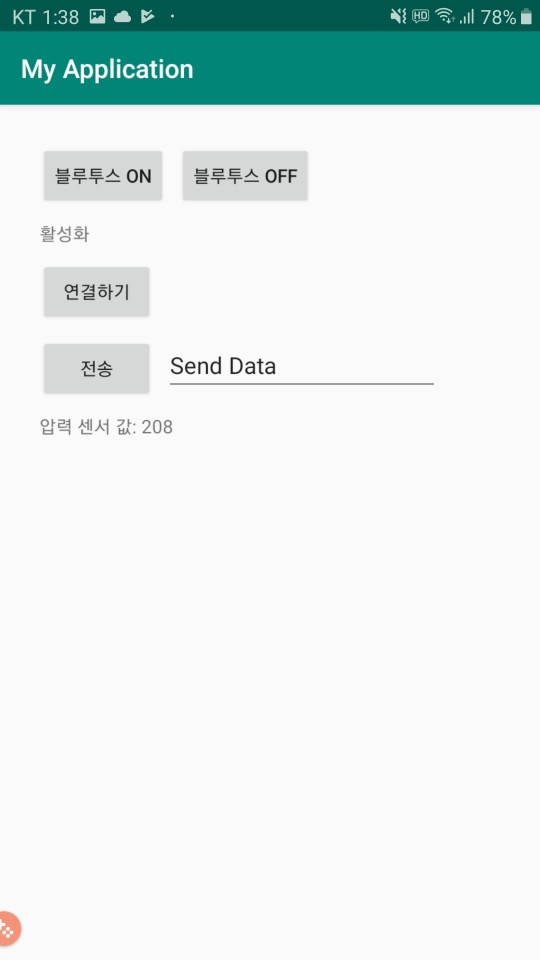 KT 1:38 HD 78%
My Application
블루투스 ON 블루투스 OFF
활성화
연결하기
전송 Send Data
압력 센서 값: 208